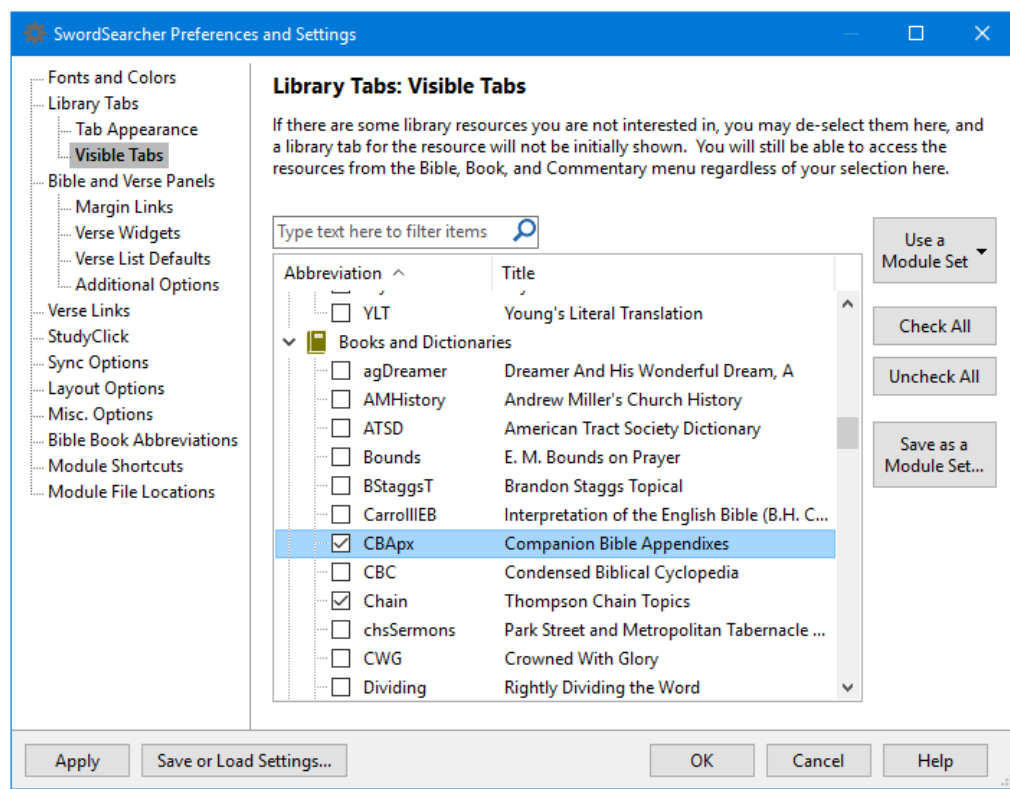 SwordSearcher Preferences and Settings
Fonts and Colors
Library Tabs
Tab Appearance
Visible Tabs
Bible and Verse Panels
Margin Links
Verse Widgets
Verse List Defaults
Additional Options
Verse Links
StudyClick
Sync Options
Layout Options
Misc. Options
Bible Book Abbreviations
Module Shortcuts
Module File Locations
Library Tabs: Visible Tabs
If there are some library resources you are not interested in, you may de-select them here, and
a library tab for the resource will not be initially shown. You will still be able to access the
resources from the Bible, Book, and Commentary menu regardless of your selection here.
Type text here to filter items
Abbreviation Title
YLT Young's Literal Translation
Books and Dictionaries
agDreamer Dreamer And His Wonderful Dream, A
AMHistory Andrew Miller's Church History
ATSD American Tract Society Dictionary
Bounds E. M. Bounds on Prayer
BStaggsT Brandon Staggs Topical
CarrollIEB Interpretation of the English Bible (B.H. C...
CBApx Companion Bible Appendixes
CBC Condensed Biblical Cyclopedia
Chain Thompson Chain Topics
chsSermons Park Street and Metropolitan Tabernacle ...
CWG Crowned With Glory
Dividing Rightly Dividing the Word
Use a
Module Set
Check All
Uncheck All
Save as a
Module Set...
Apply
Save or Load Settings...
OK
Cancel
Help